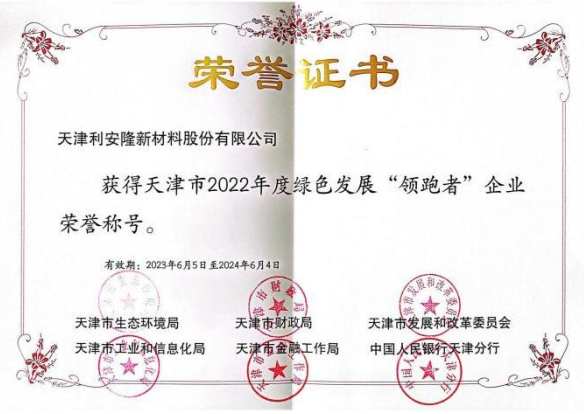 荣誉证书
天津利安隆新材料股份有限公司
获得天津市2022年度绿色发展“领跑者”企业
荣誉称号。
有效期：2023年6月5日至2024年6月4日
天津市生态环境局 天津市财政局 天津市发展和改革委员会
天津市工业和信息化局 天津市金融工作局 中国人民银行天津分行